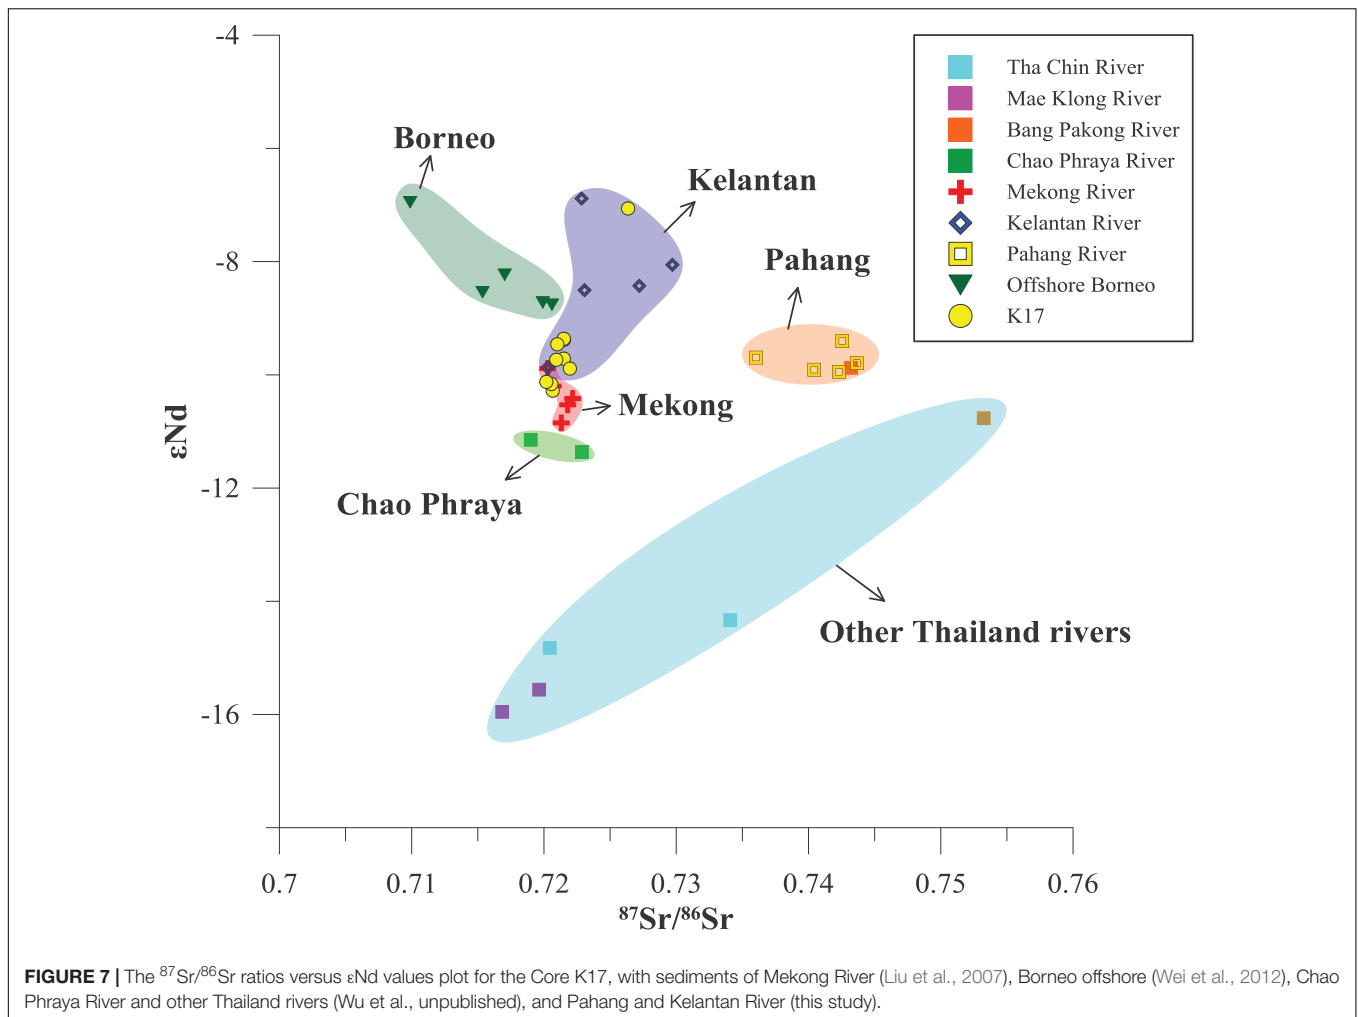 -4
-8
-12
-16
εNd
Borneo
Kelantan
Pahang
Mekong
Chao Phraya
Other Thailand rivers
Tha Chin River
Mae Klong River
Bang Pakong River
Chao Phraya River
Mekong River
Kelantan River
Pahang River
Offshore Borneo
K17
0.7 0.71 0.72 0.73 0.74 0.75 0.76
⁸⁷Sr/⁸⁶Sr
FIGURE 7 | The ⁸⁷Sr/⁸⁶Sr ratios versus εNd values plot for the Core K17, with sediments of Mekong River (Liu et al., 2007), Borneo offshore (Wei et al., 2012), Chao
Phraya River and other Thailand rivers (Wu et al., unpublished), and Pahang and Kelantan River (this study).